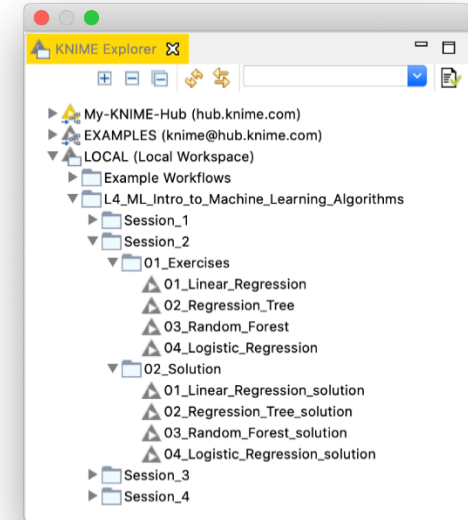 KNIME Explorer
My-KNIME-Hub (hub.knime.com)
EXAMPLES (knime@hub.knime.com)
LOCAL (Local Workspace)
Example Workflows
L4_ML_Intro_to_Machine_Learning_Algorithms
Session_1
Session_2
01_Exercises
01_Linear_Regression
02_Regression_Tree
03_Random_Forest
04_Logistic_Regression
02_Solution
01_Linear_Regression_solution
02_Regression_Tree_solution
03_Random_Forest_solution
04_Logistic_Regression_solution
Session_3
Session_4